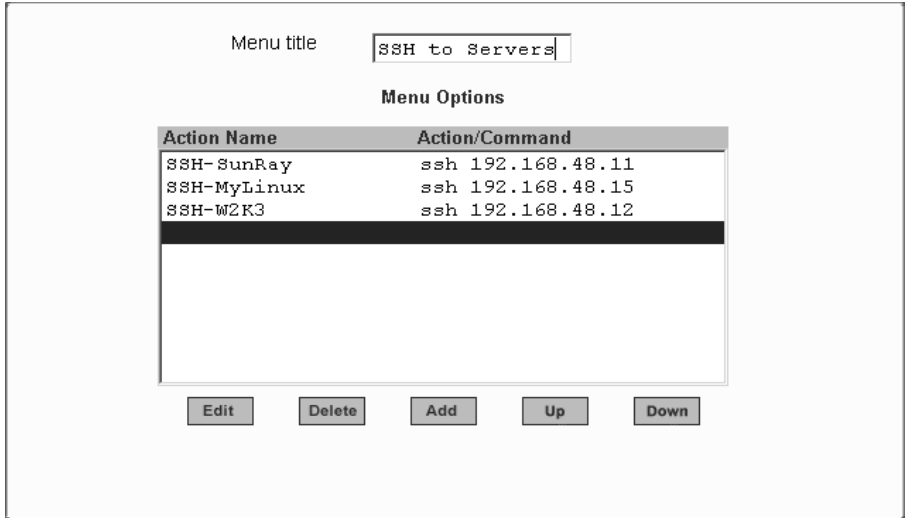 Menu title SSH to Servers
Menu Options
Action Name Action/Command
SSH-SunRay ssh 192.168.48.11
SSH-MyLinux ssh 192.168.48.15
SSH-W2K3 ssh 192.168.48.12
Edit Delete Add Up Down